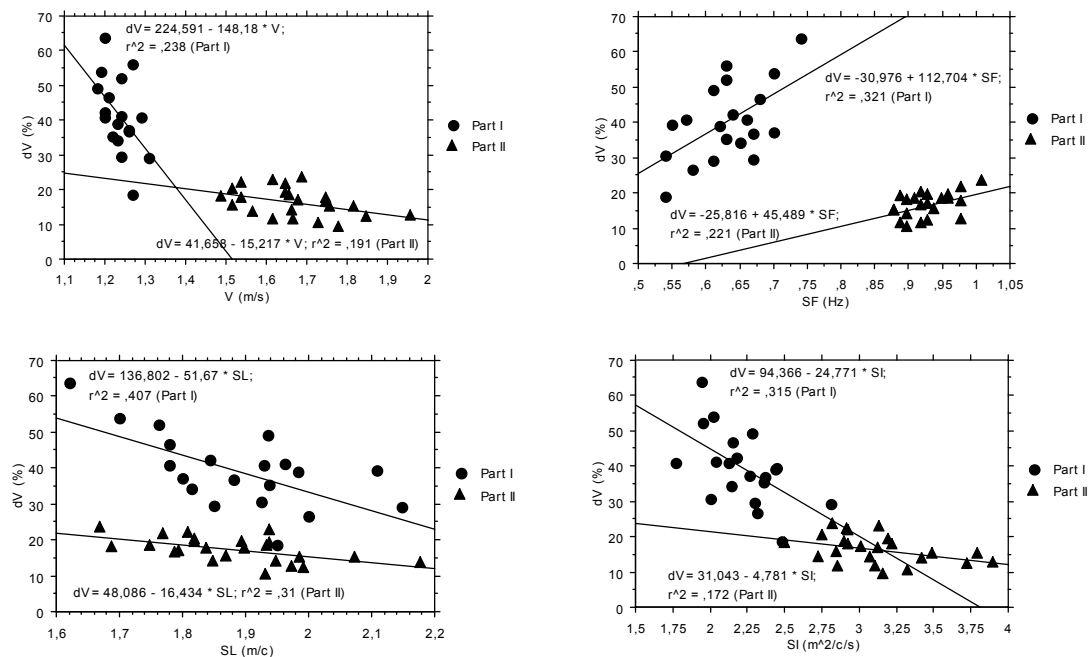 dV = 224,591 - 148,18 * V;
r^2 = ,238 (Part I)
70
60
50
40
30
20
10
0
dV (%)
dV = 41,658 - 15,217 * V; r^2 = ,191 (Part II)
1,1 1,2 1,3 1,4 1,5 1,6 1,7 1,8 1,9 2
V (m/s)
Part I
Part II
70
60
50
40
30
20
10
0
dV (%)
dV = -30,976 + 112,704 * SF;
r^2 = ,321 (Part I)
dV = -25,816 + 45,489 * SF;
r^2 = ,221 (Part II)
,5 ,55 ,6 ,65 ,7 ,75 ,8 ,85 ,9 ,95 1 1,05
SF (Hz)
Part I
Part II
70
60
50
40
30
20
10
0
dV (%)
dV = 136,802 - 51,67 * SL;
r^2 = ,407 (Part I)
dV = 48,086 - 16,434 * SL; r^2 = ,31 (Part II)
1,6 1,7 1,8 1,9 2 2,1 2,2
SL (m/c)
Part I
Part II
70
60
50
40
30
20
10
0
dV (%)
dV = 94,366 - 24,771 * SI;
r^2 = ,315 (Part I)
dV = 31,043 - 4,781 * SI;
r^2 = ,172 (Part II)
1,5 1,75 2 2,25 2,5 2,75 3 3,25 3,5 3,75 4
SI (m^2/c/s)
Part I
Part II